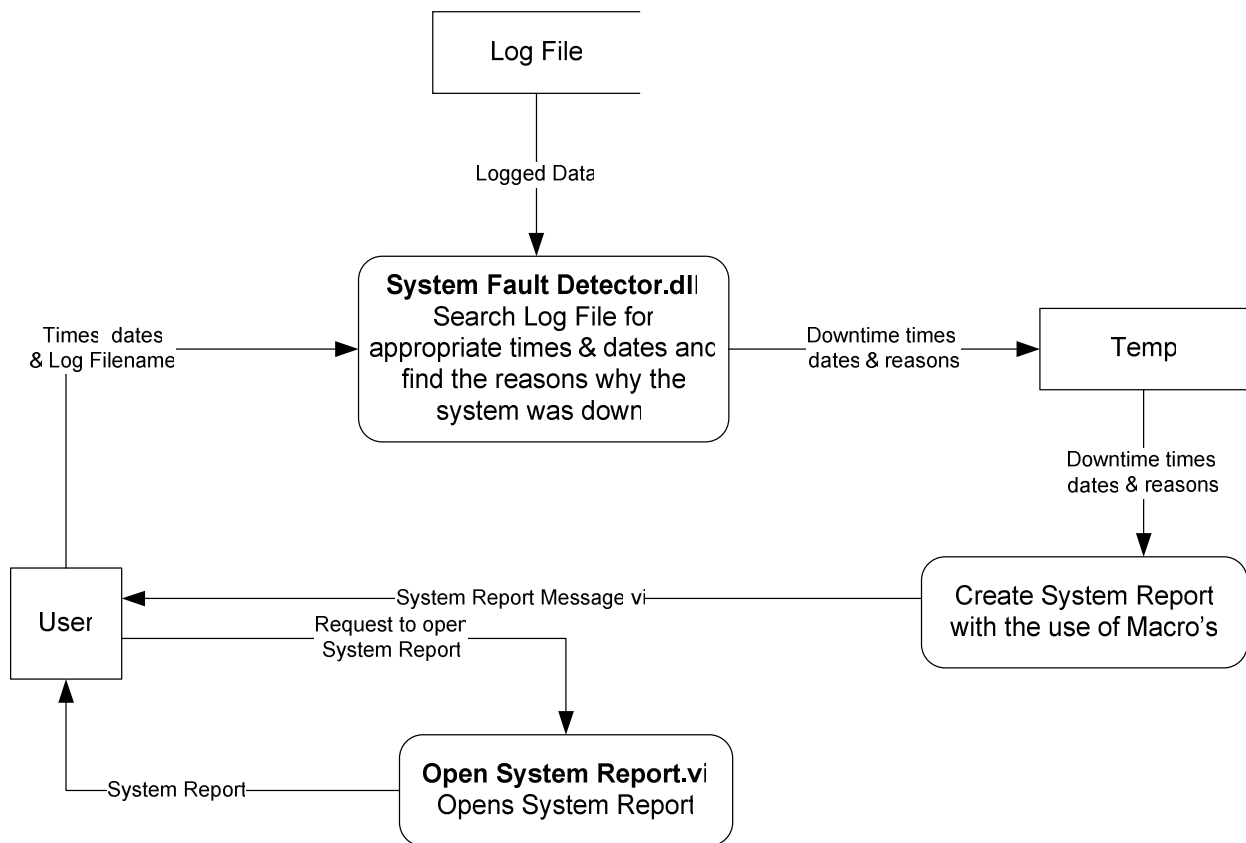 Log File
Logged Data
System Fault Detector.dll
Search Log File for
appropriate times & dates and
find the reasons why the
system was down
Times dates
& Log Filename
Downtime times
dates & reasons
Temp
Downtime times
dates & reasons
User
System Report Message vi
Request to open
System Report
Create System Report
with the use of Macro's
Open System Report.vi
Opens System Report
System Report